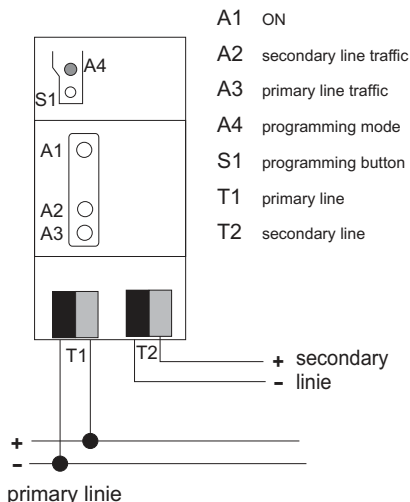 A1 ON
A2 secondary line traffic
A3 primary line traffic
A4 programming mode
S1 programming button
T1 primary line
T2 secondary line
A4
S1
A1
A2
A3
T1
T2
+ secondary
- linie
+
-
primary linie